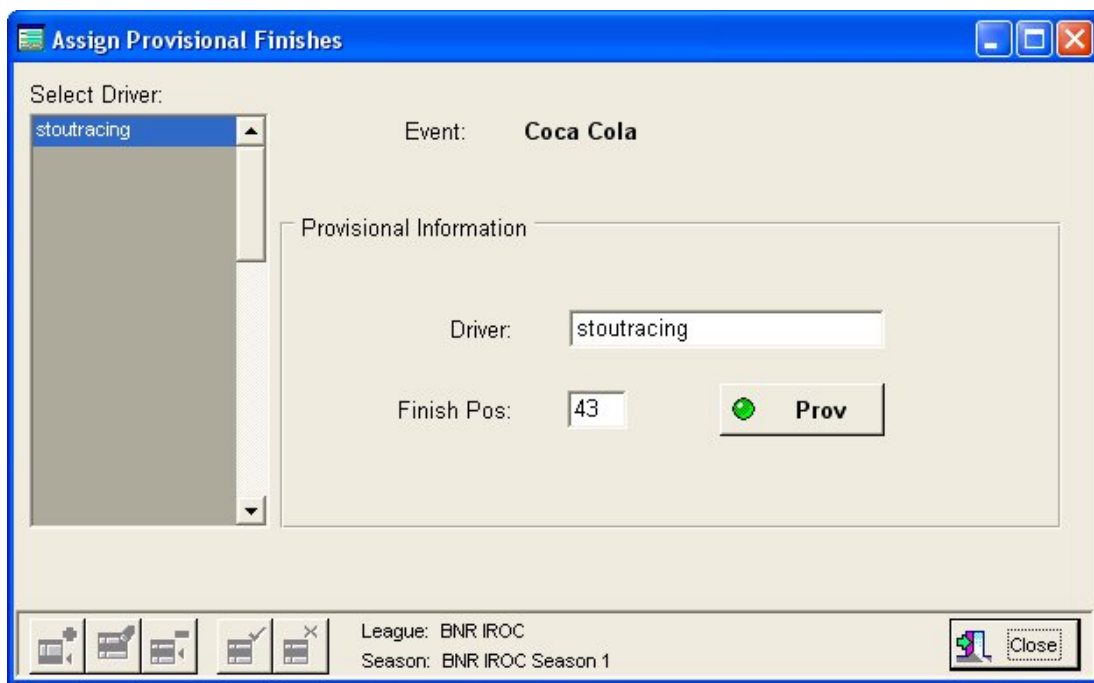 Assign Provisional Finishes
Select Driver:
stoutracing
Event: Coca Cola
Provisional Information
Driver: stoutracing
Finish Pos: 43 Prov
League: BNR IROC
Season: BNR IROC Season 1
Close